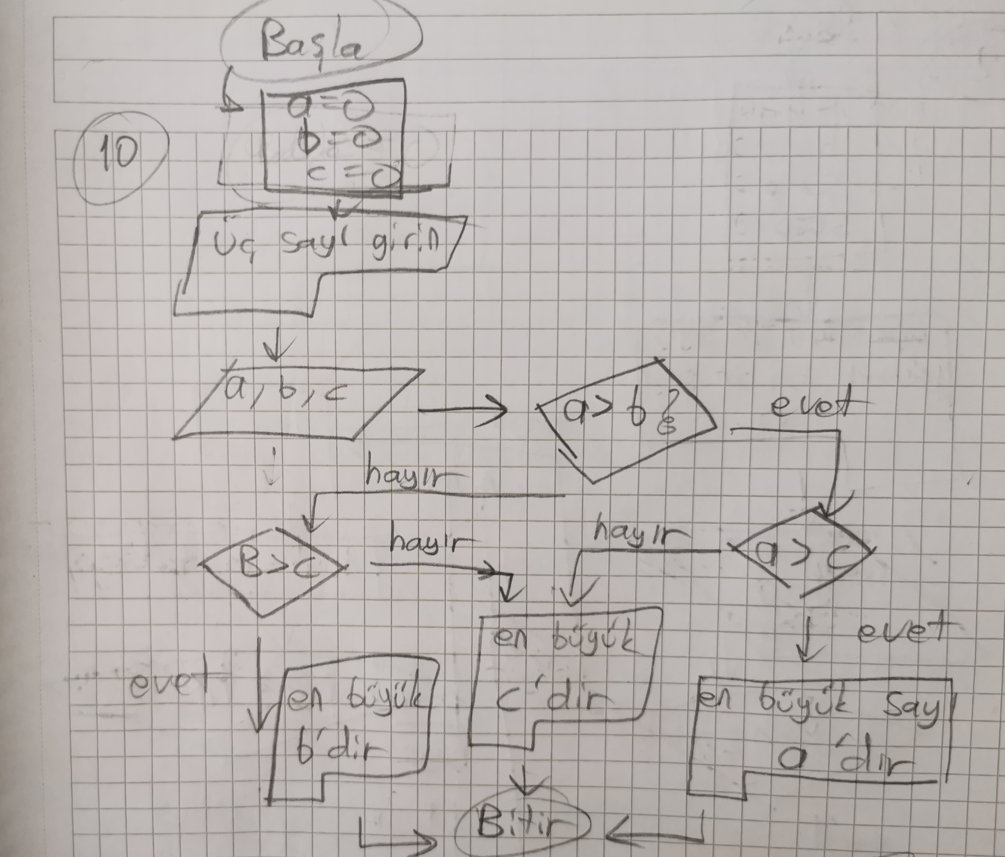 Başla
a=0
b=0
c=0
10
Üç sayı girin
a, b, c
a > b ?
evet
hayır
B>c
hayır
hayır
a > c
evet
evet
en büyük
b'dir
en büyük
c'dir
en büyük say
a'dır
Bitir